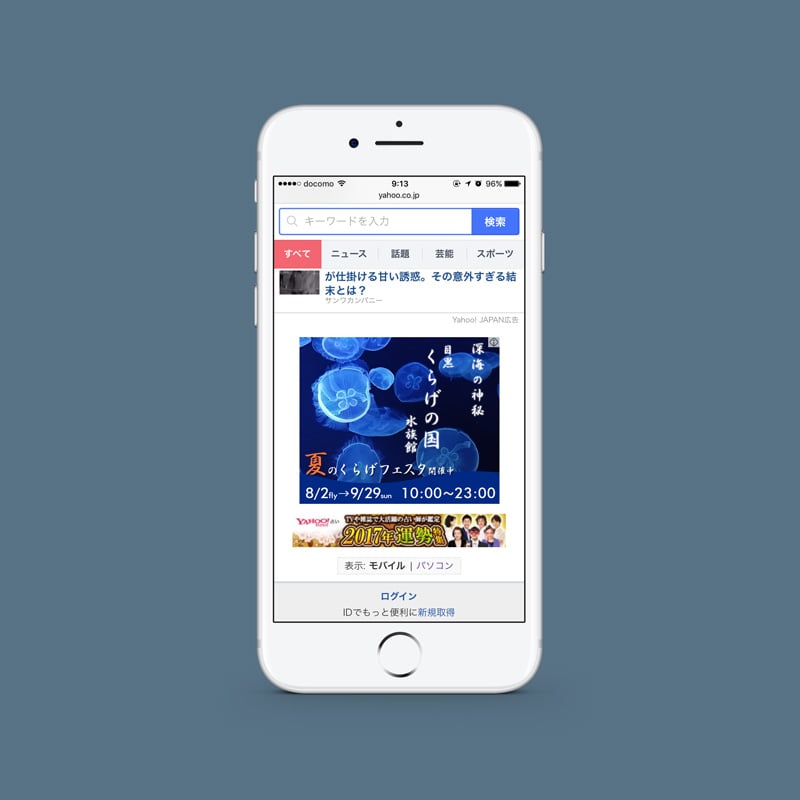 docomo 9:13 96%
yahoo.co.jp
キーワードを入力 検索
すべて ニュース 話題 芸能 スポーツ
が仕掛ける甘い誘惑。その意外すぎる結
末とは?
サンワカンパニー
Yahoo! JAPAN広告
深海の神秘
目黒
くらげの国
水族館
夏のくらげフェスタ開催中
8/2fly→9/29sun 10:00〜23:00
YAHOO! JAPAN 占い
TVや雑誌で大活躍の占い師が鑑定
2017年運勢特集
表示: モバイル | パソコン
ログイン
IDでもっと便利に新規取得